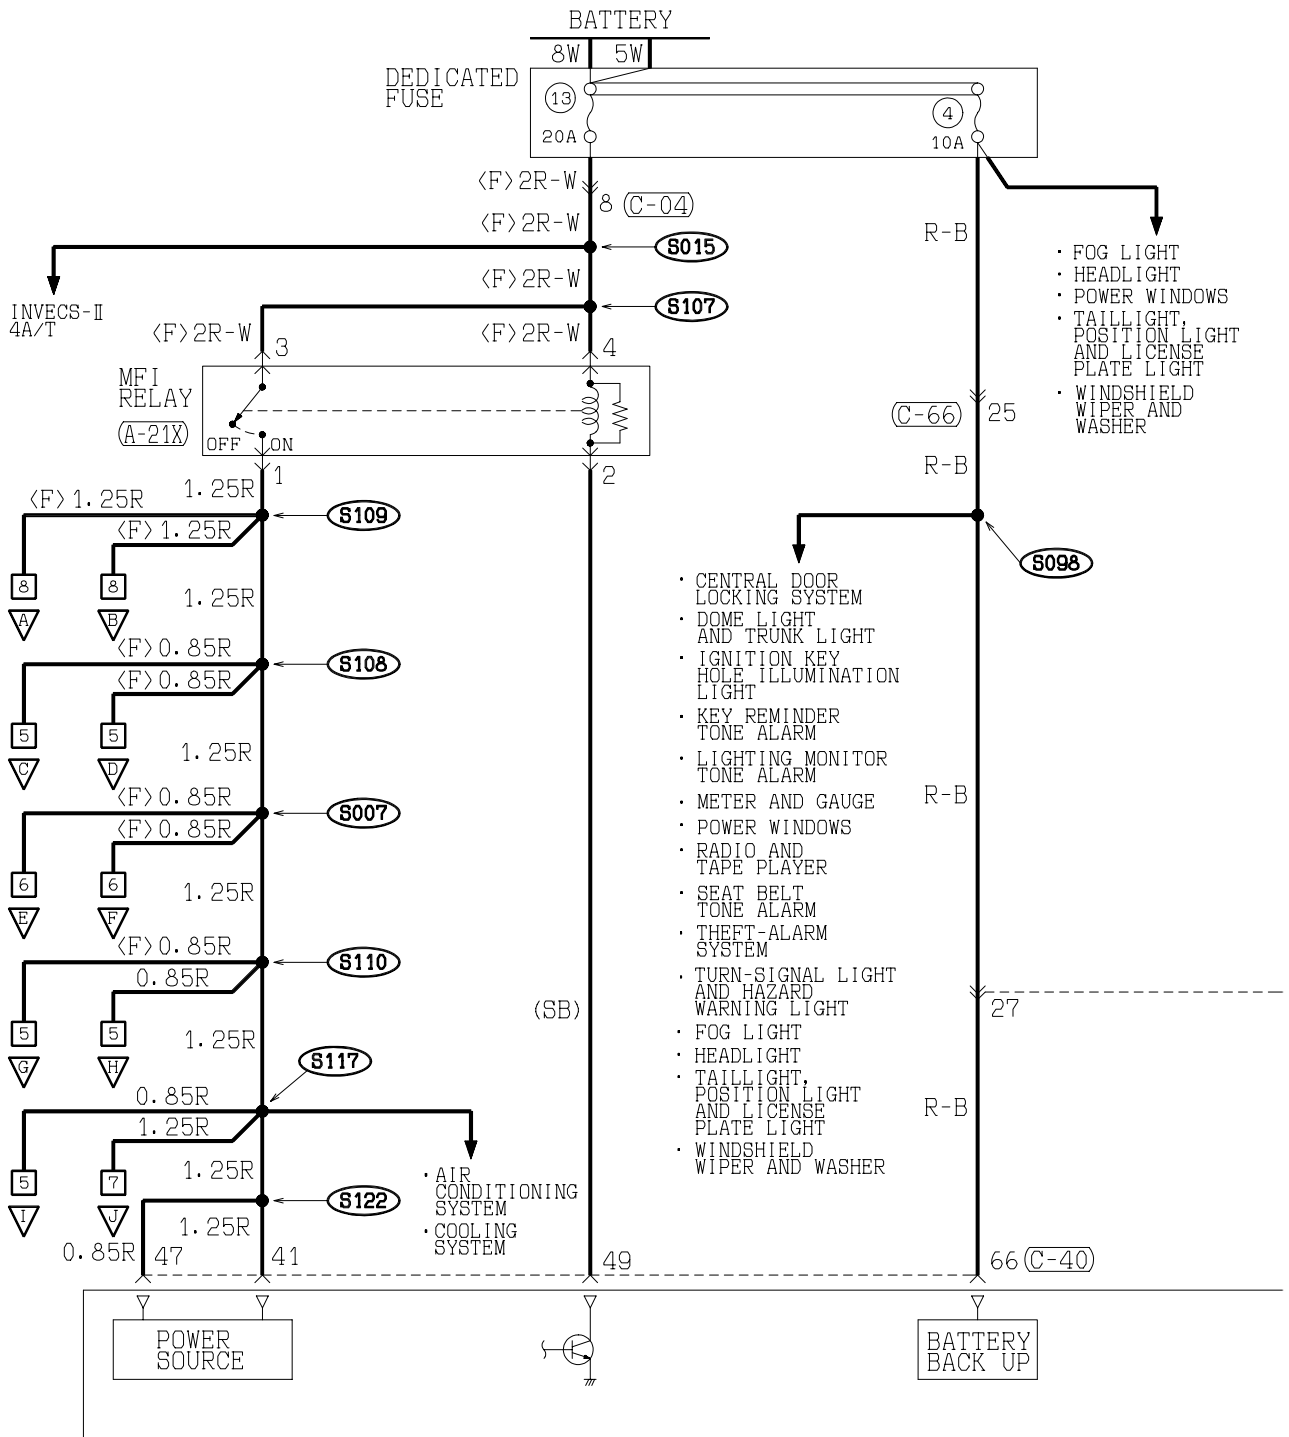 BATTERY
8W 5W
DEDICATED
FUSE
13
20A
4
10A
〈F〉2R-W
8 (C-04)
〈F〉2R-W
R-B
S015
· FOG LIGHT
· HEADLIGHT
· POWER WINDOWS
· TAILLIGHT,
POSITION LIGHT
AND LICENSE
PLATE LIGHT
· WINDSHIELD
WIPER AND
WASHER
〈F〉2R-W
INVECS-Ⅱ
4A/T
S107
〈F〉2R-W
〈F〉2R-W
3
4
MFI
RELAY
(A-21X)
OFF
ON
(C-66) 25
R-B
1
2
1.25R
〈F〉1.25R
S109
〈F〉1.25R
8
A
8
B
1.25R
S098
· CENTRAL DOOR
LOCKING SYSTEM
· DOME LIGHT
AND TRUNK LIGHT
· IGNITION KEY
HOLE ILLUMINATION
LIGHT
· KEY REMINDER
TONE ALARM
· LIGHTING MONITOR
TONE ALARM
· METER AND GAUGE
· POWER WINDOWS
· RADIO AND
TAPE PLAYER
· SEAT BELT
TONE ALARM
· THEFT-ALARM
SYSTEM
· TURN-SIGNAL LIGHT
AND HAZARD
WARNING LIGHT
· FOG LIGHT
· HEADLIGHT
· TAILLIGHT,
POSITION LIGHT
AND LICENSE
PLATE LIGHT
· WINDSHIELD
WIPER AND WASHER
〈F〉0.85R
S108
〈F〉0.85R
5
C
5
D
1.25R
R-B
〈F〉0.85R
S007
〈F〉0.85R
6
E
6
F
1.25R
〈F〉0.85R
S110
0.85R
5
G
5
H
(SB)
27
1.25R
S117
0.85R
1.25R
R-B
5
I
7
J
1.25R
· AIR
CONDITIONING
SYSTEM
· COOLING
SYSTEM
S122
1.25R
0.85R 47
41
49
66 (C-40)
POWER
SOURCE
BATTERY
BACK UP